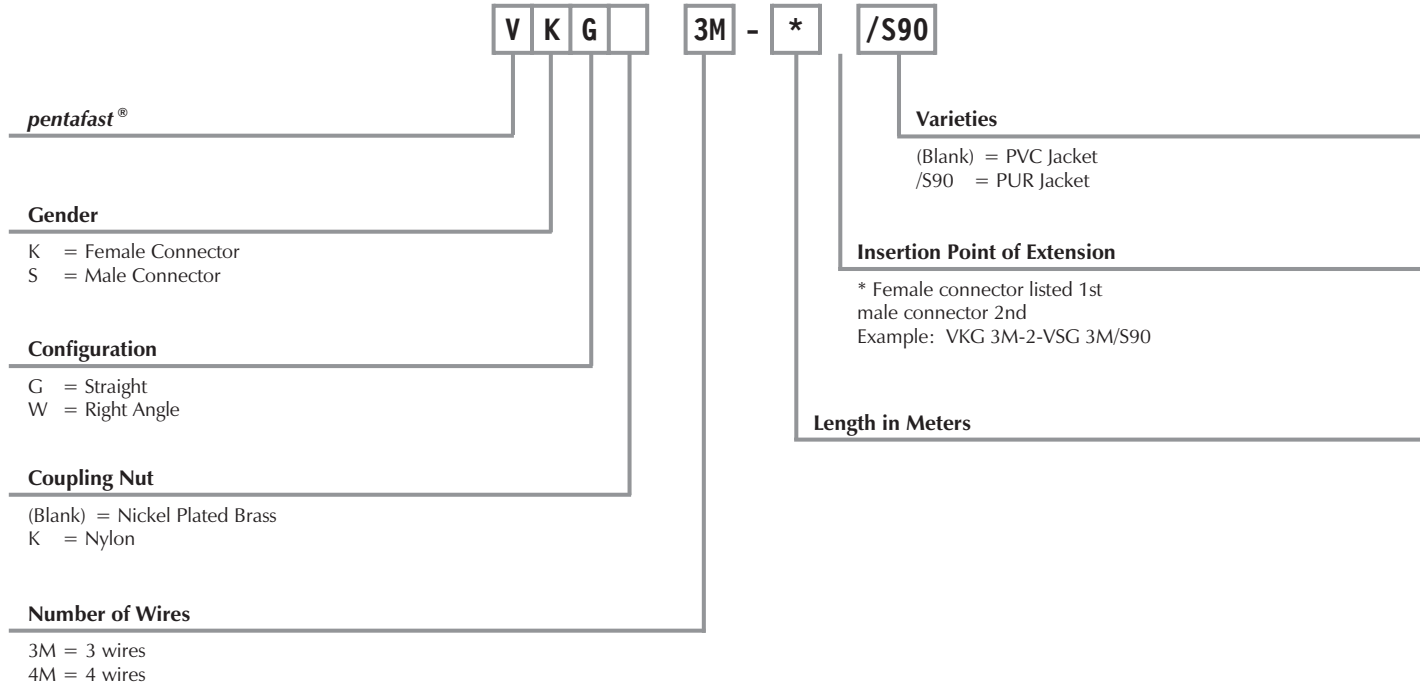 V K G 3M - * /S90
pentafast ®
Gender
K = Female Connector
S = Male Connector
Configuration
G = Straight
W = Right Angle
Coupling Nut
(Blank) = Nickel Plated Brass
K = Nylon
Number of Wires
3M = 3 wires
4M = 4 wires
Varieties
(Blank) = PVC Jacket
/S90 = PUR Jacket
Insertion Point of Extension
* Female connector listed 1st
male connector 2nd
Example: VKG 3M-2-VSG 3M/S90
Length in Meters